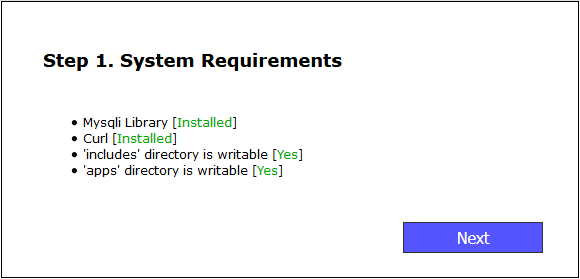 Step 1. System Requirements
• Mysqli Library [Installed]
• Curl [Installed]
• 'includes' directory is writable [Yes]
• 'apps' directory is writable [Yes]
Next